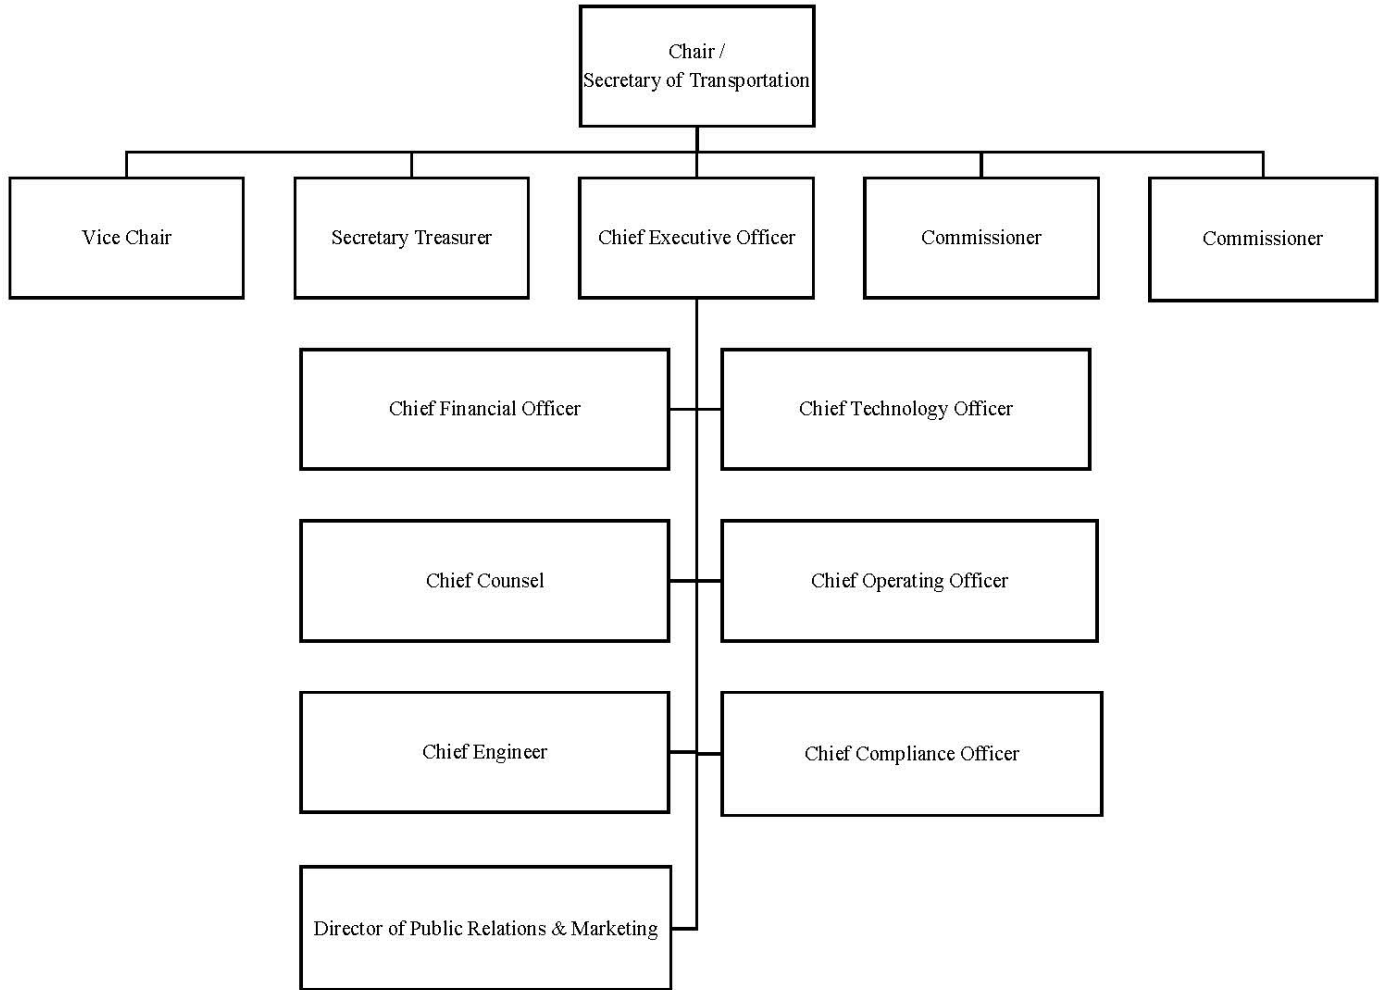 Chair /
Secretary of Transportation
Vice Chair
Secretary Treasurer
Chief Executive Officer
Commissioner
Commissioner
Chief Financial Officer
Chief Technology Officer
Chief Counsel
Chief Operating Officer
Chief Engineer
Chief Compliance Officer
Director of Public Relations & Marketing